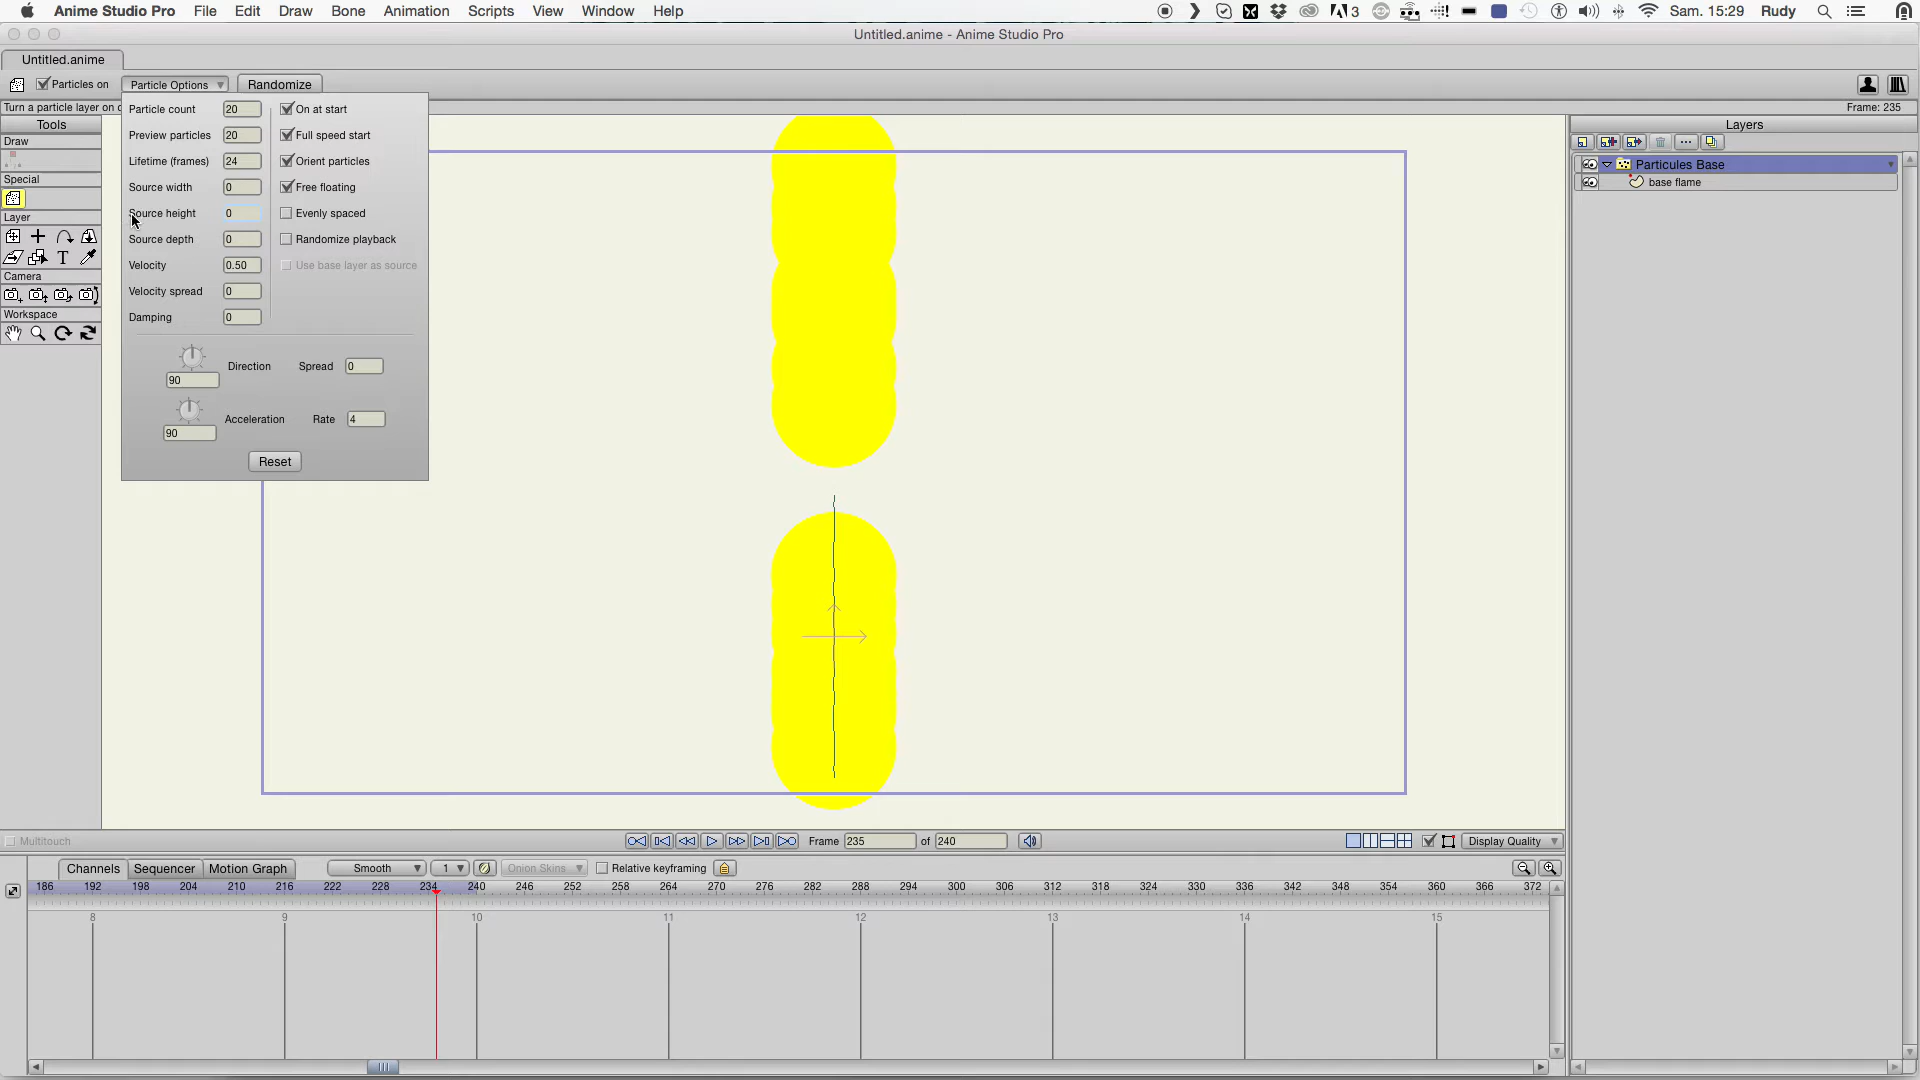 Anime Studio Pro File Edit Draw Bone Animation Scripts View Window Help 3 Sam. 15:29 Rudy
Untitled.anime - Anime Studio Pro
Untitled.anime
Particles on Particle Options Randomize
Turn a particle layer on o Frame: 235
Tools
Draw
Special
Layer
T
Camera
Workspace
Particle count 20 On at start
Preview particles 20 Full speed start
Lifetime (frames) 24 Orient particles
Source width 0 Free floating
Source height 0 Evenly spaced
Source depth 0 Randomize playback
Velocity 0.50 Use base layer as source
Velocity spread 0
Damping 0
Direction Spread 0
90
Acceleration Rate 4
90
Reset
Layers
Particules Base
base flame
Multitouch Frame 235 of 240 Display Quality
Channels Sequencer Motion Graph Smooth 1 Onion Skins Relative keyframing
186 192 198 204 210 216 222 228 234 240 246 252 258 264 270 276 282 288 294 300 306 312 318 324 330 336 342 348 354 360 366 372
8 9 10 11 12 13 14 15